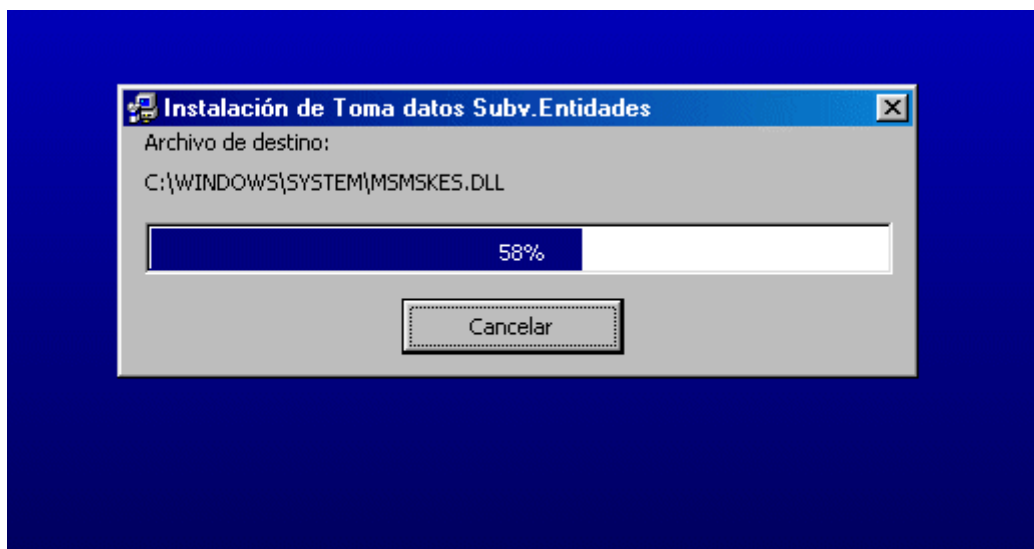 Instalación de Toma datos Subv.Entidades
Archivo de destino:
C:\WINDOWS\SYSTEM\MSMSKES.DLL
58%
Cancelar